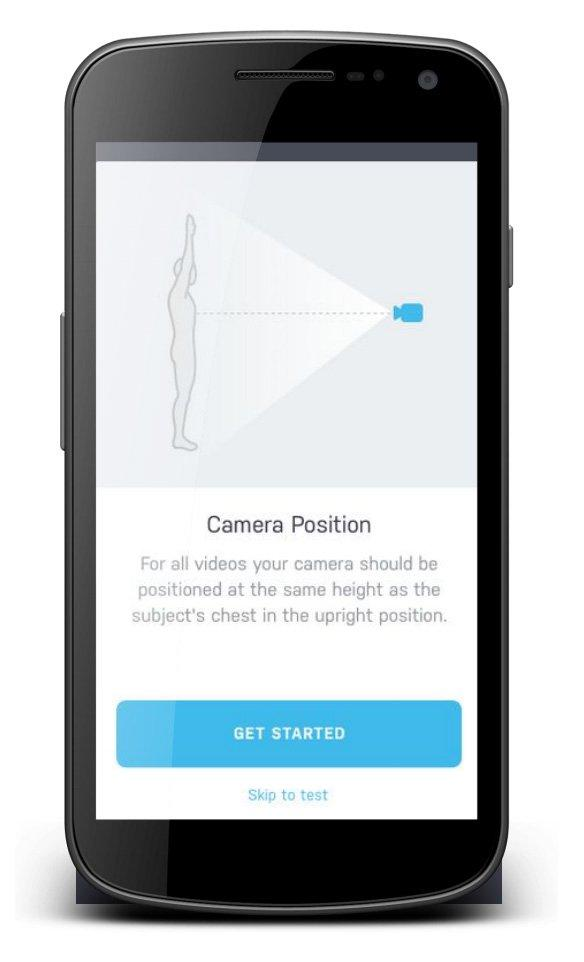 Camera Position
For all videos your camera should be
positioned at the same height as the
subject's chest in the upright position.
GET STARTED
Skip to test